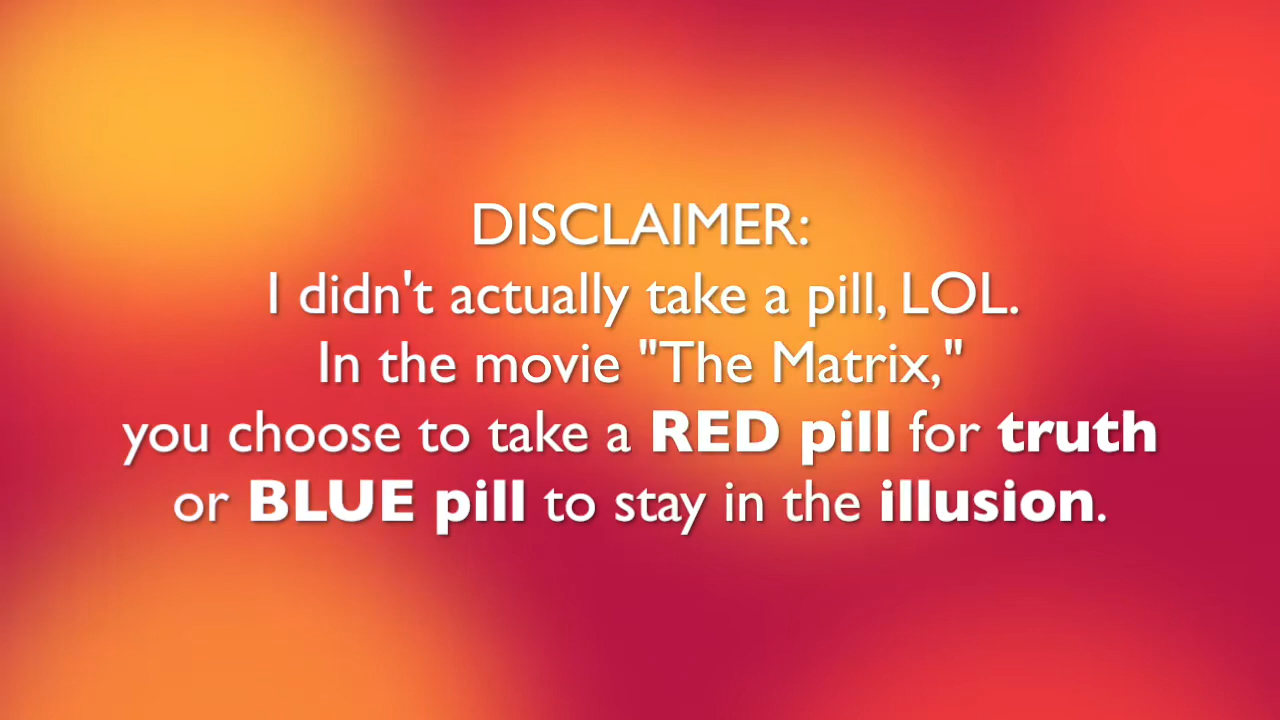 DISCLAIMER:
I didn't actually take a pill, LOL.
In the movie "The Matrix,"
you choose to take a RED pill for truth
or BLUE pill to stay in the illusion.